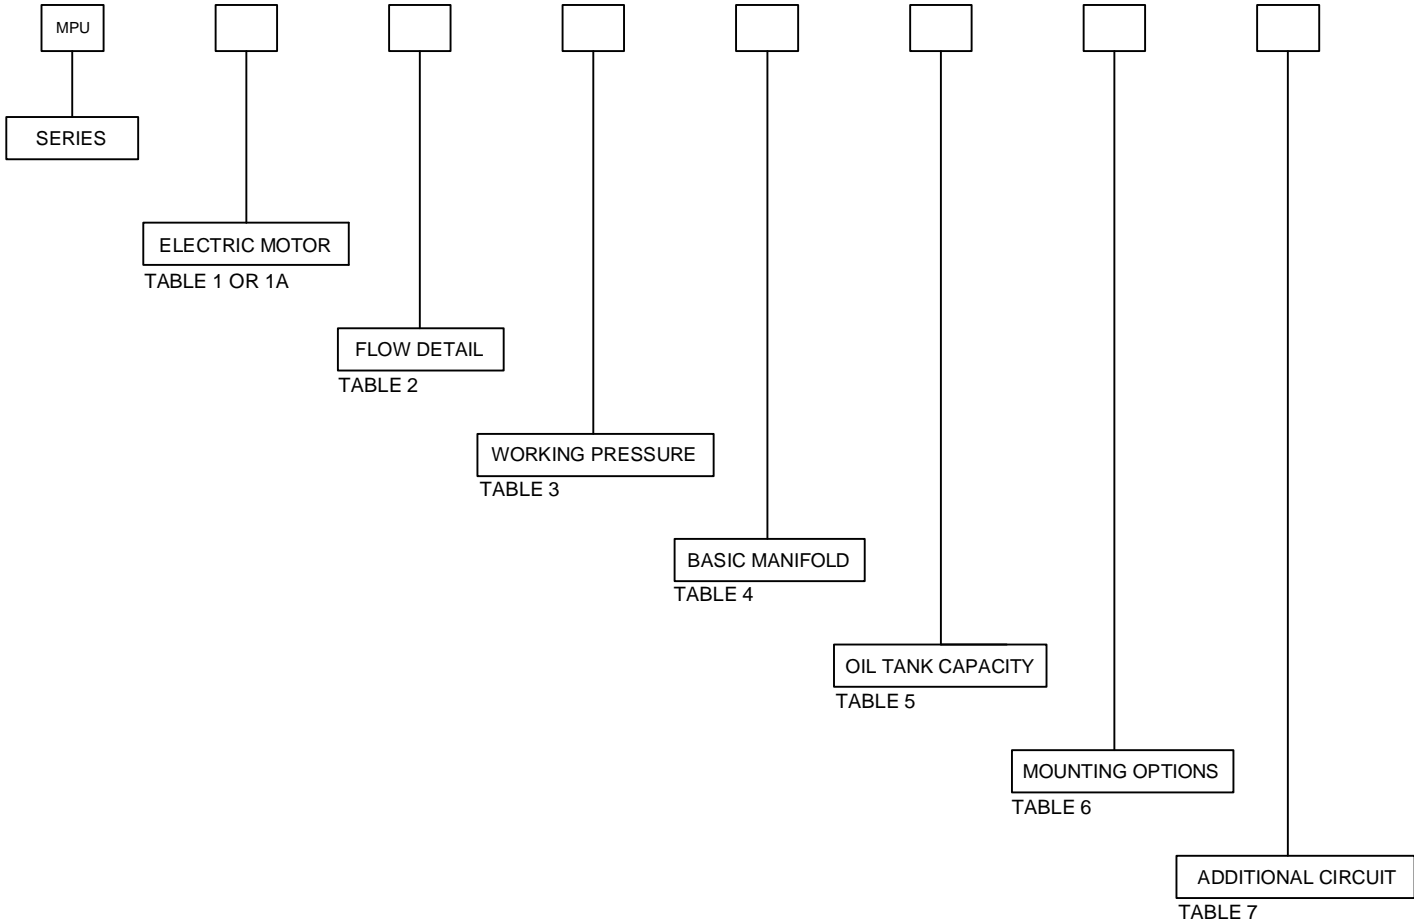 MPU
SERIES
ELECTRIC MOTOR
TABLE 1 OR 1A
FLOW DETAIL
TABLE 2
WORKING PRESSURE
TABLE 3
BASIC MANIFOLD
TABLE 4
OIL TANK CAPACITY
TABLE 5
MOUNTING OPTIONS
TABLE 6
ADDITIONAL CIRCUIT
TABLE 7